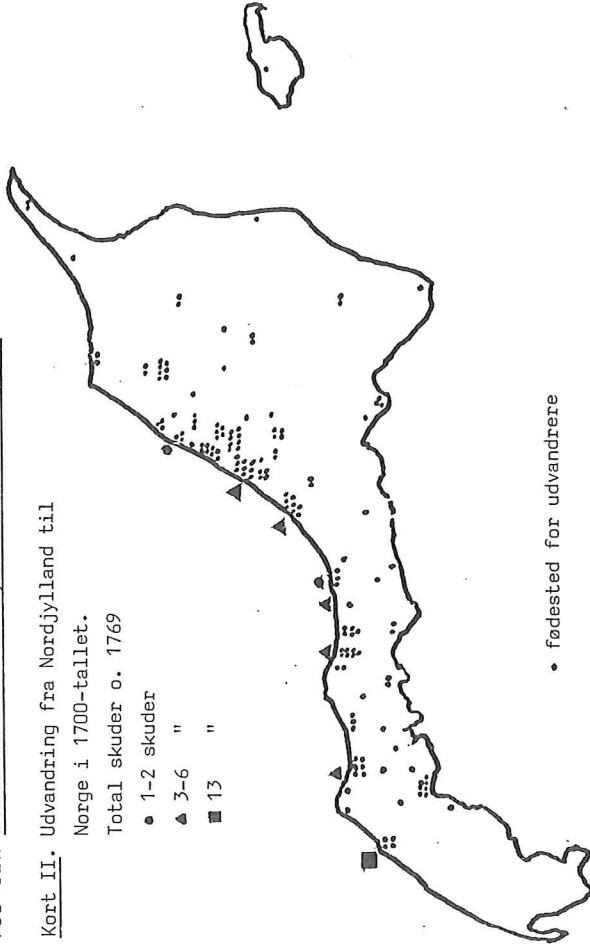 Kort II. Udvandring fra Nordjylland til
Norge i 1700-tallet.
Total skuder o. 1769
• 1-2 skuder
▲ 3-6 "
■ 13 "
• fødested for udvandrere